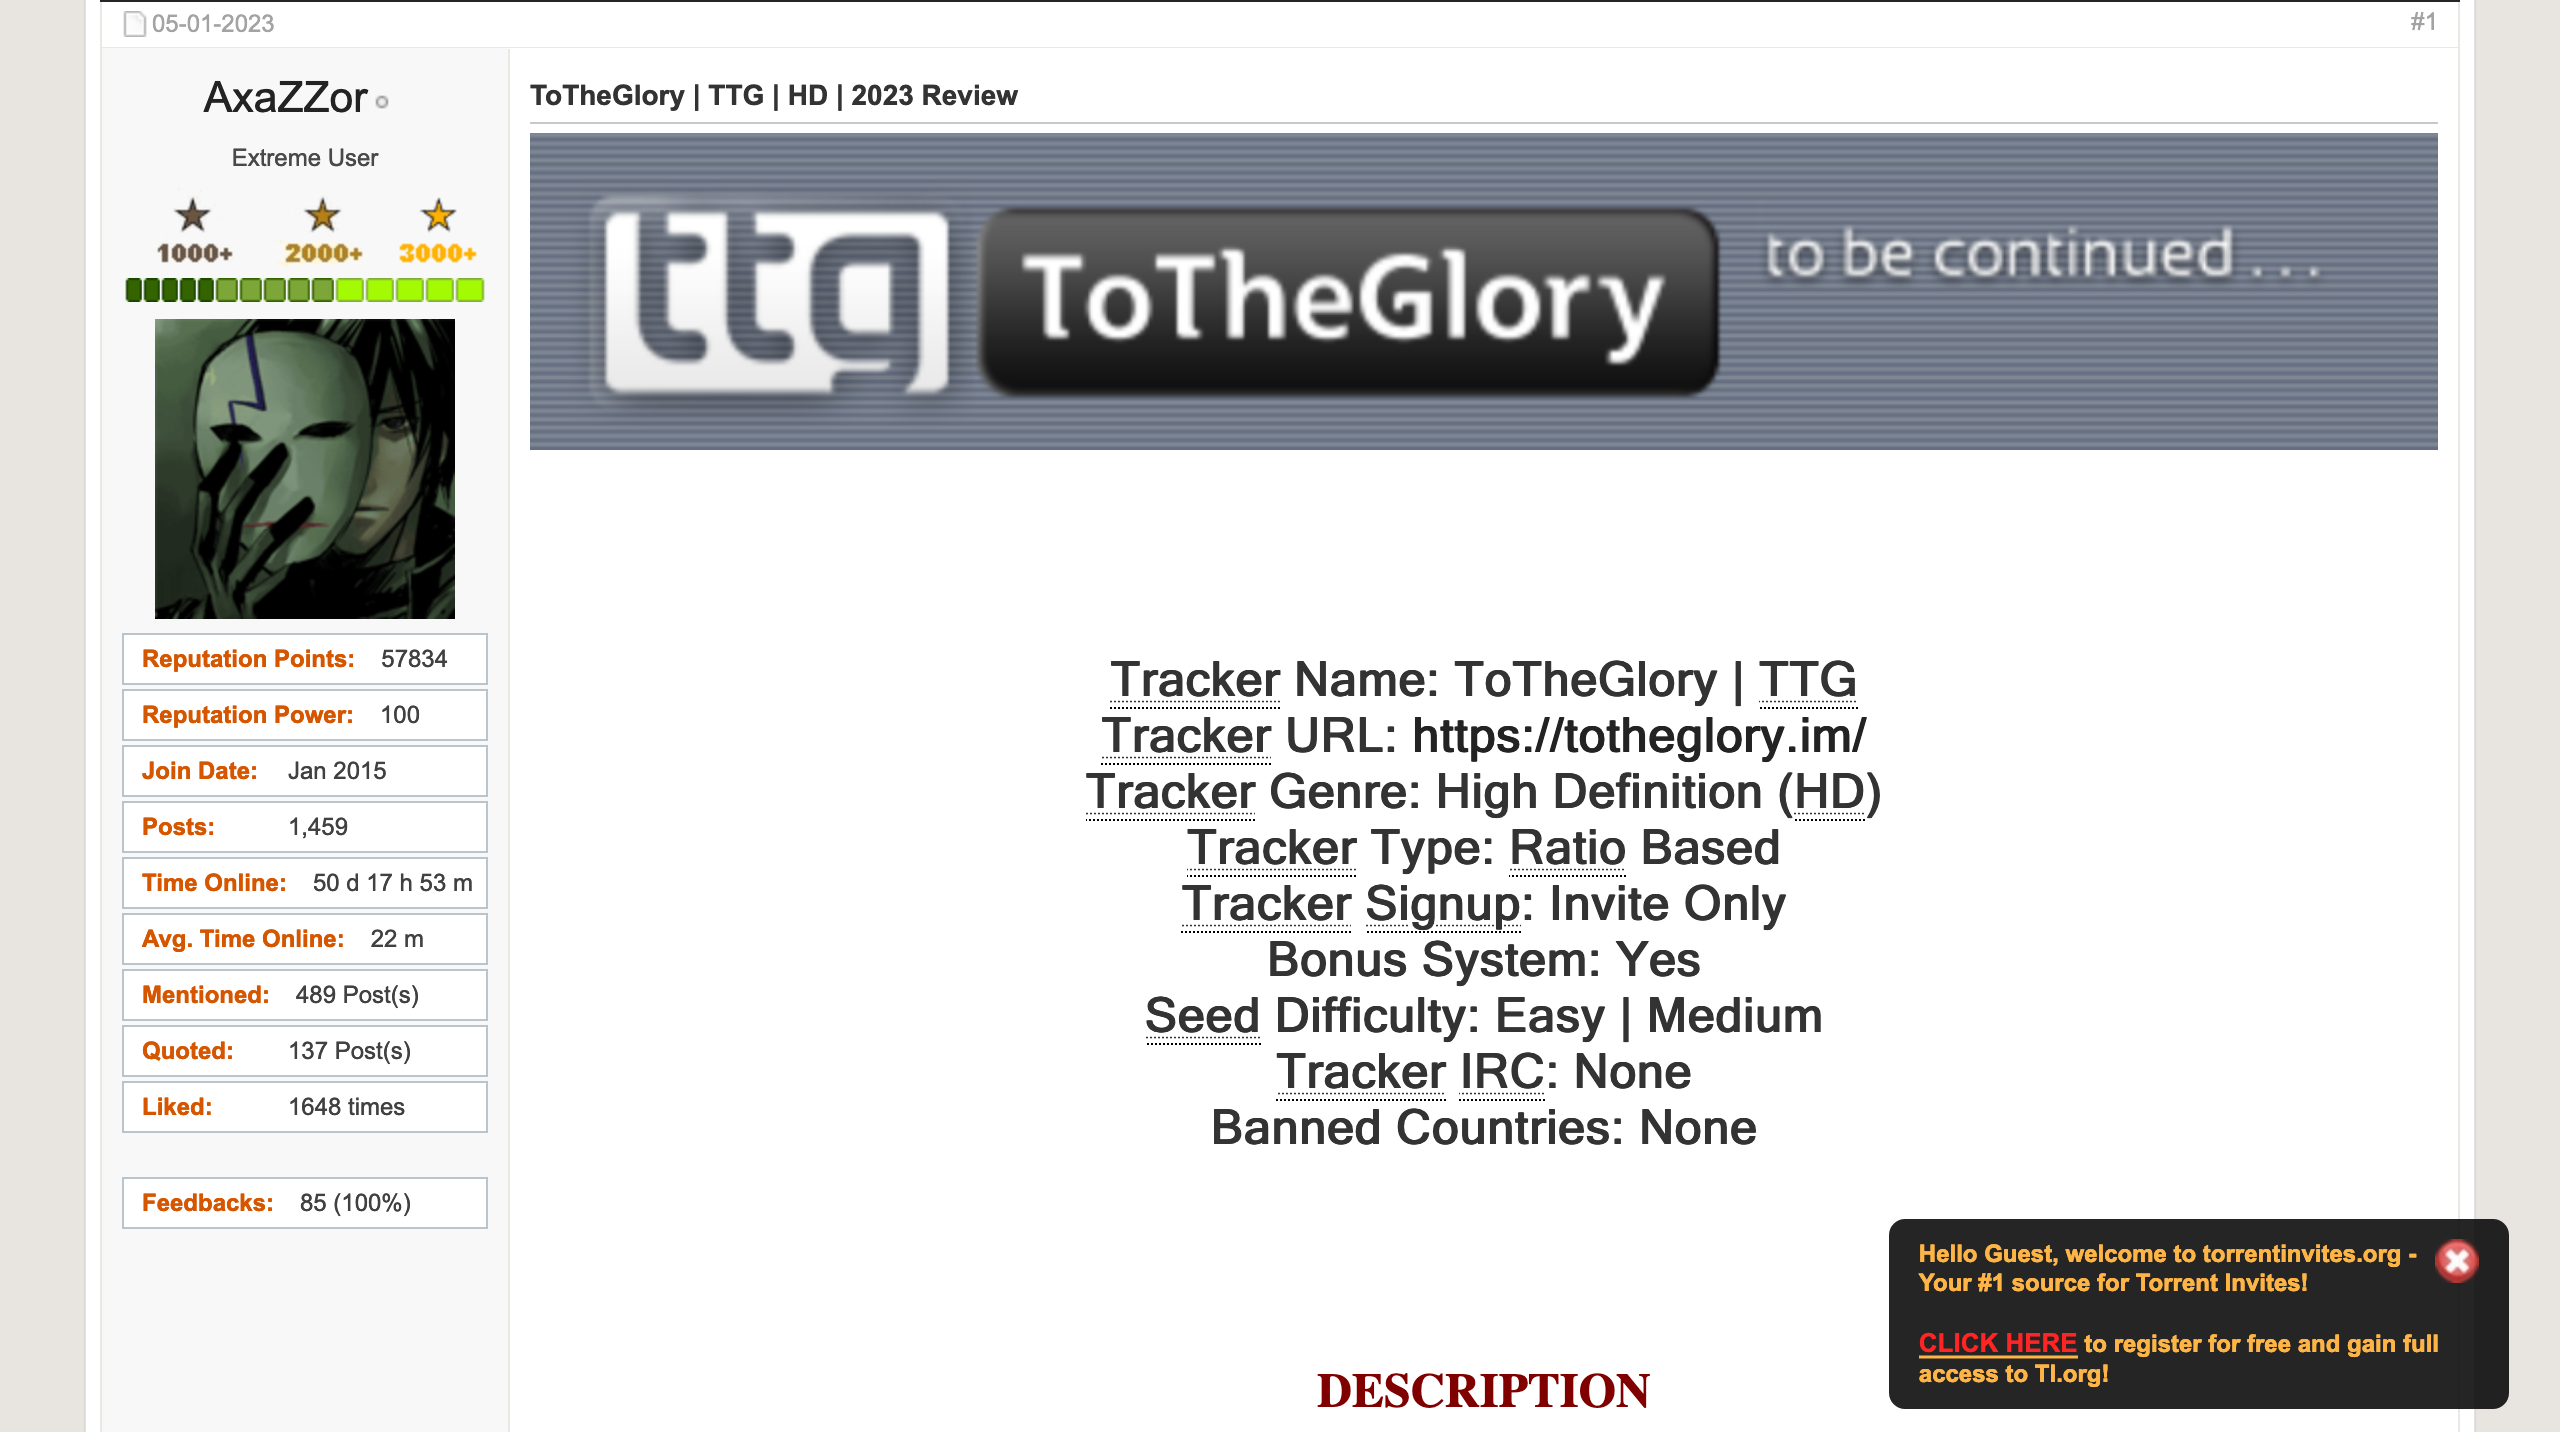 05-01-2023
#1
AxaZZor
Extreme User
1000+ 2000+ 3000+
Reputation Points: 57834
Reputation Power: 100
Join Date: Jan 2015
Posts: 1,459
Time Online: 50 d 17 h 53 m
Avg. Time Online: 22 m
Mentioned: 489 Post(s)
Quoted: 137 Post(s)
Liked: 1648 times
Feedbacks: 85 (100%)
ToTheGlory | TTG | HD | 2023 Review
ttg ToTheGlory to be continued ...
Tracker Name: ToTheGlory | TTG
Tracker URL: https://totheglory.im/
Tracker Genre: High Definition (HD)
Tracker Type: Ratio Based
Tracker Signup: Invite Only
Bonus System: Yes
Seed Difficulty: Easy | Medium
Tracker IRC: None
Banned Countries: None
DESCRIPTION
Hello Guest, welcome to torrentinvites.org -
Your #1 source for Torrent Invites!
CLICK HERE to register for free and gain full
access to TI.org!